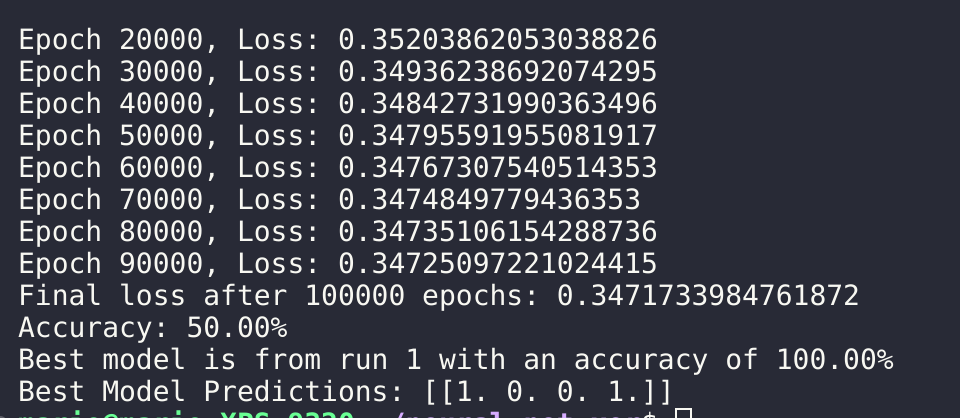 Epoch 20000, Loss: 0.35203862053038826
Epoch 30000, Loss: 0.34936238692074295
Epoch 40000, Loss: 0.34842731990363496
Epoch 50000, Loss: 0.34795591955081917
Epoch 60000, Loss: 0.34767307540514353
Epoch 70000, Loss: 0.3474849779436353
Epoch 80000, Loss: 0.34735106154288736
Epoch 90000, Loss: 0.34725097221024415
Final loss after 100000 epochs: 0.3471733984761872
Accuracy: 50.00%
Best model is from run 1 with an accuracy of 100.00%
Best Model Predictions: [[1. 0. 0. 1.]]